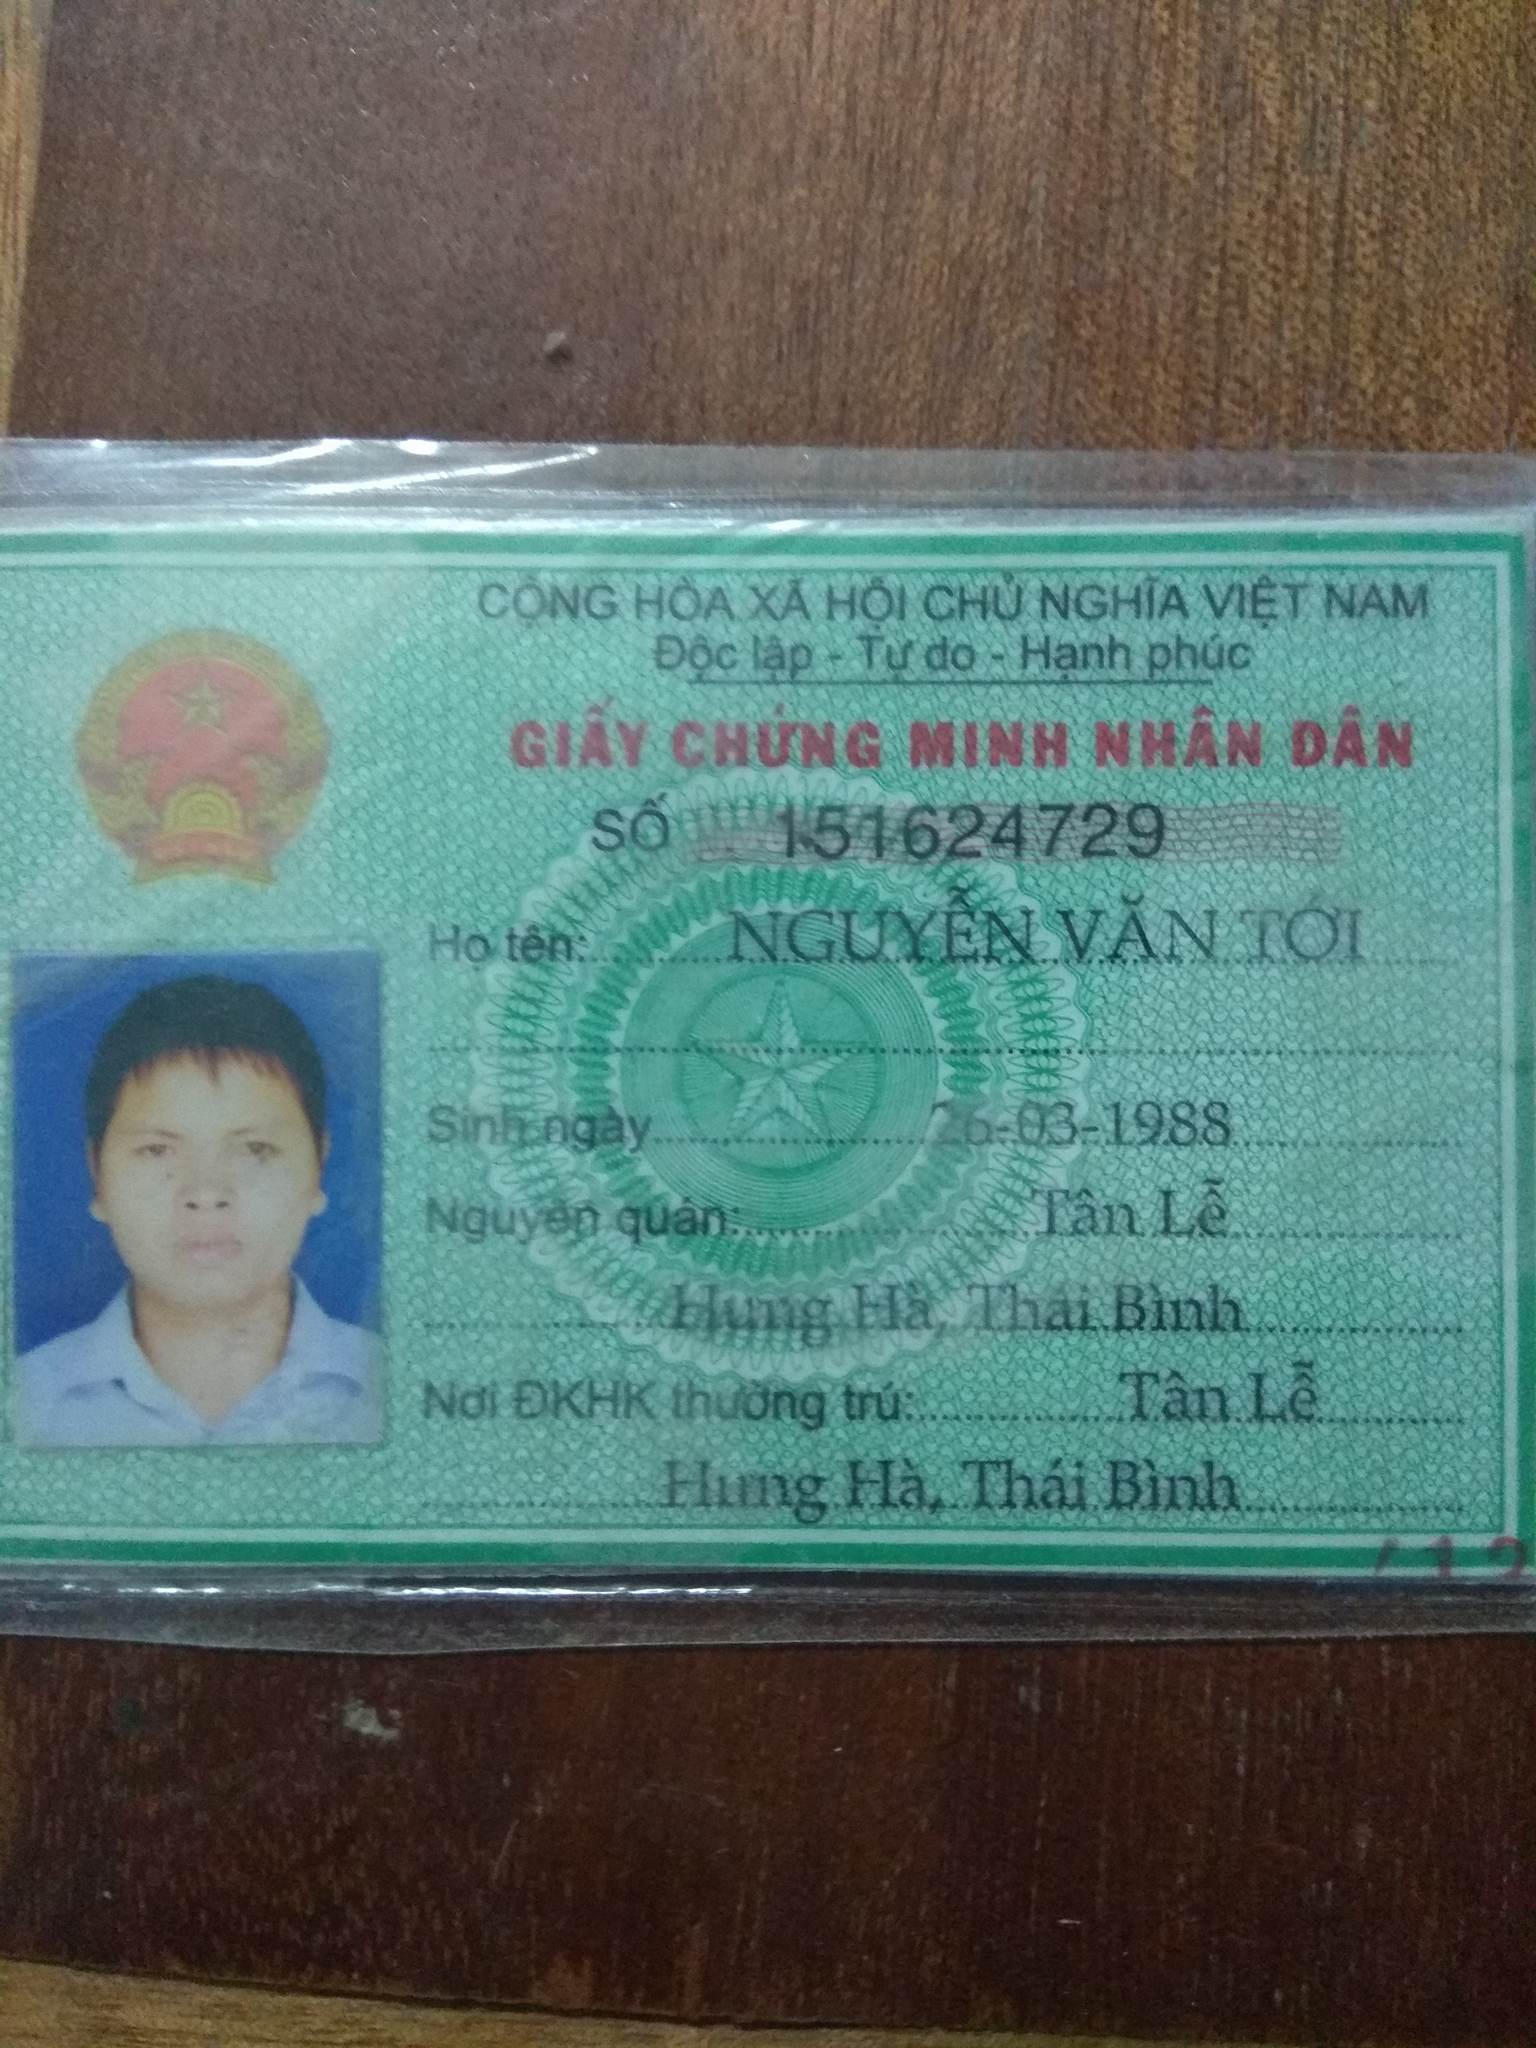 CỘNG HÒA XÃ HỘI CHỦ NGHĨA VIỆT NAM
Độc lập - Tự do - Hạnh phúc
GIẤY CHỨNG MINH NHÂN DÂN
SỐ 151624729
Họ tên: NGUYỄN VĂN TỚI
Sinh ngày 26-03-1988
Nguyên quán: Tân Lễ
Hưng Hà, Thái Bình
Nơi ĐKHK thường trú: Tân Lễ
Hưng Hà, Thái Bình